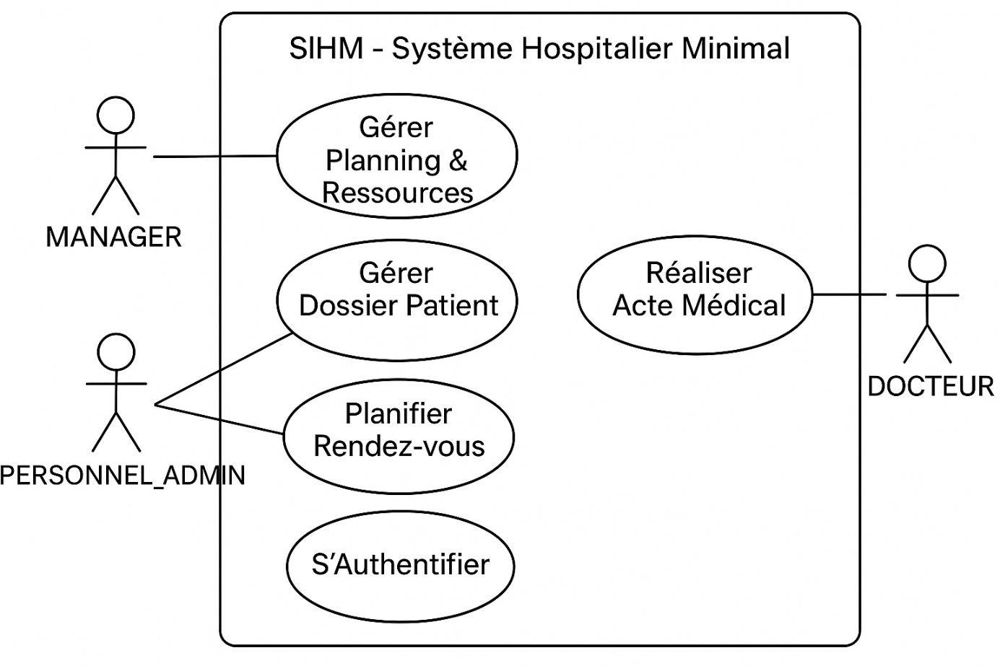 SIHM - Système Hospitalier Minimal
Gérer
Planning &
Ressources
MANAGER
Gérer
Dossier Patient
Réaliser
Acte Médical
DOCTEUR
Planifier
Rendez-vous
PERSONNEL_ADMIN
S'Authentifier